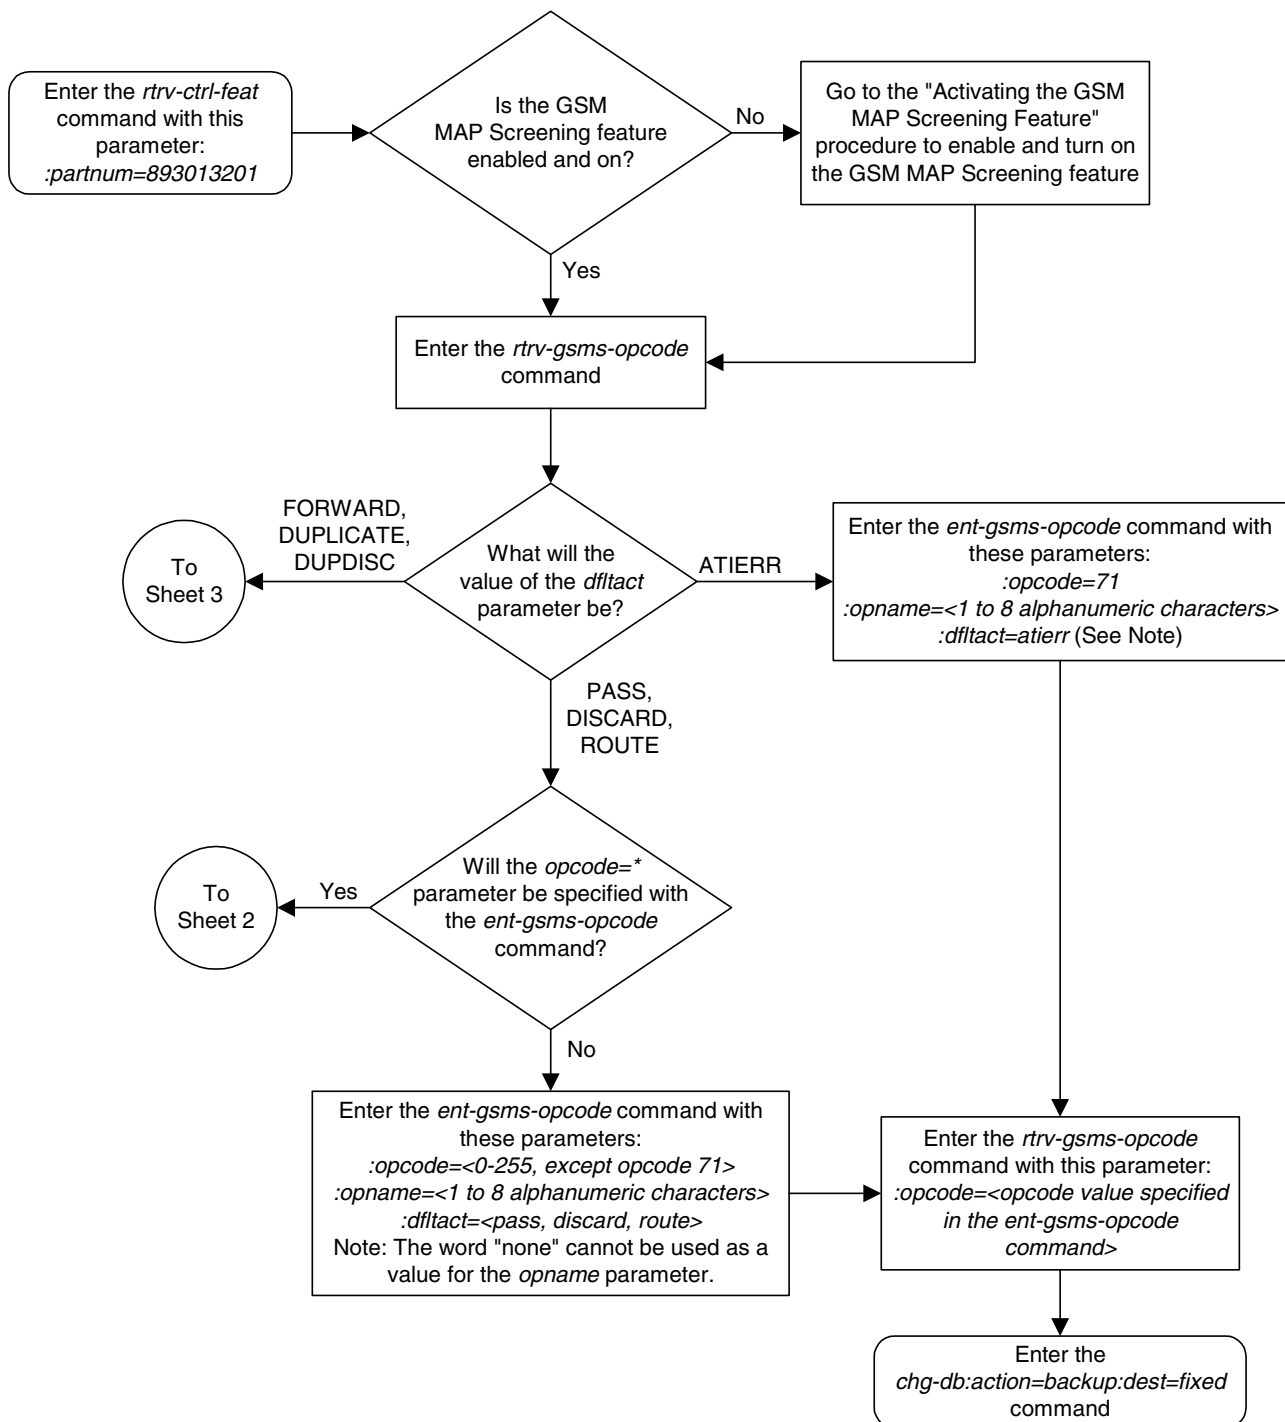 Enter the rtrv-ctrl-feat
command with this
parameter:
:partnum=893013201
Is the GSM
MAP Screening feature
enabled and on?
No
Go to the "Activating the GSM
MAP Screening Feature"
procedure to enable and turn on
the GSM MAP Screening feature
Yes
Enter the rtrv-gsms-opcode
command
FORWARD,
DUPLICATE,
DUPDISC
To
Sheet 3
What will the
value of the dfltact
parameter be?
ATIERR
Enter the ent-gsms-opcode command with
these parameters:
:opcode=71
:opname=<1 to 8 alphanumeric characters>
:dfltact=atierr (See Note)
PASS,
DISCARD,
ROUTE
To
Sheet 2
Yes
Will the opcode=*
parameter be specified with
the ent-gsms-opcode
command?
No
Enter the ent-gsms-opcode command with
these parameters:
:opcode=<0-255, except opcode 71>
:opname=<1 to 8 alphanumeric characters>
:dfltact=<pass, discard, route>
Note: The word "none" cannot be used as a
value for the opname parameter.
Enter the rtrv-gsms-opcode
command with this parameter:
:opcode=<opcode value specified
in the ent-gsms-opcode
command>
Enter the
chg-db:action=backup:dest=fixed
command